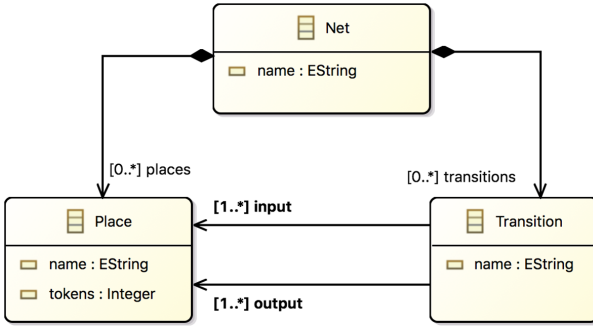 Net
name : EString
[0..*] places
[0..*] transitions
Place
name : EString
tokens : Integer
[1..*] input
[1..*] output
Transition
name : EString